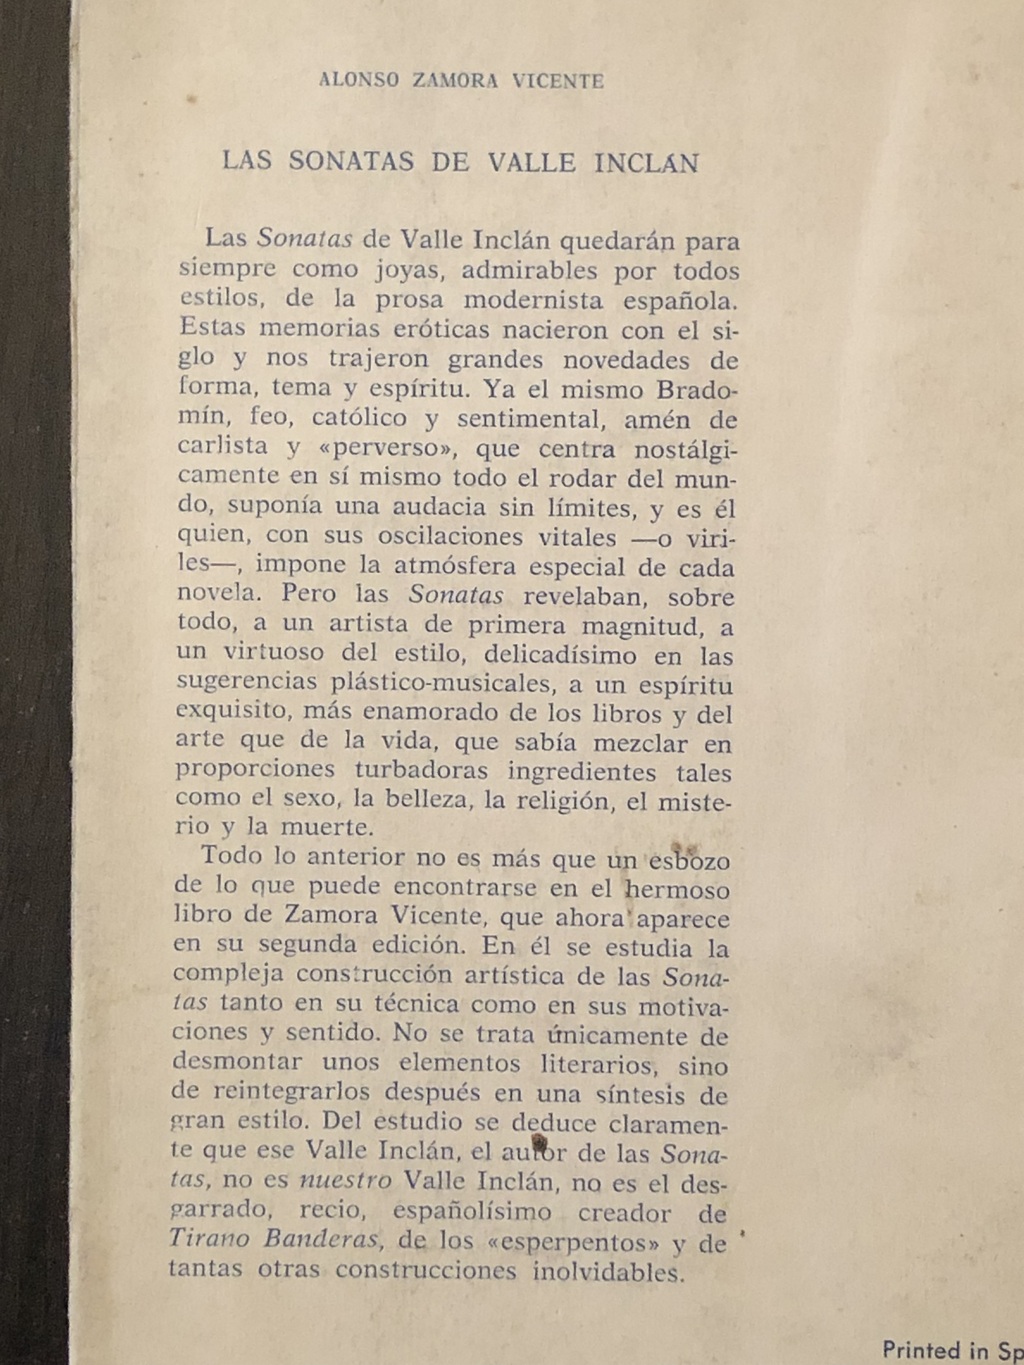 ALONSO ZAMORA VICENTE
LAS SONATAS DE VALLE INCLAN
Las Sonatas de Valle Inclán quedarán para
siempre como joyas, admirables por todos
estilos, de la prosa modernista española.
Estas memorias eróticas nacieron con el si-
glo y nos trajeron grandes novedades de
forma, tema y espíritu. Ya el mismo Brado-
mín, feo, católico y sentimental, amén de
carlista y «perverso», que centra nostálgi-
camente en sí mismo todo el rodar del mun-
do, suponía una audacia sin límites, y es él
quien, con sus oscilaciones vitales —o viri-
les—, impone la atmósfera especial de cada
novela. Pero las Sonatas revelaban, sobre
todo, a un artista de primera magnitud, a
un virtuoso del estilo, delicadísimo en las
sugerencias plástico-musicales, a un espíritu
exquisito, más enamorado de los libros y del
arte que de la vida, que sabía mezclar en
proporciones turbadoras ingredientes tales
como el sexo, la belleza, la religión, el miste-
rio y la muerte.
Todo lo anterior no es más que un esbozo
de lo que puede encontrarse en el hermoso
libro de Zamora Vicente, que ahora aparece
en su segunda edición. En él se estudia la
compleja construcción artística de las Sona-
tas tanto en su técnica como en sus motiva-
ciones y sentido. No se trata únicamente de
desmontar unos elementos literarios, sino
de reintegrarlos después en una síntesis de
gran estilo. Del estudio se deduce claramen-
te que ese Valle Inclán, el autor de las Sona-
tas, no es nuestro Valle Inclán, no es el des-
garrado, recio, españolísimo creador de
Tirano Banderas, de los «esperpentos» y de
tantas otras construcciones inolvidables.
Printed in Sp